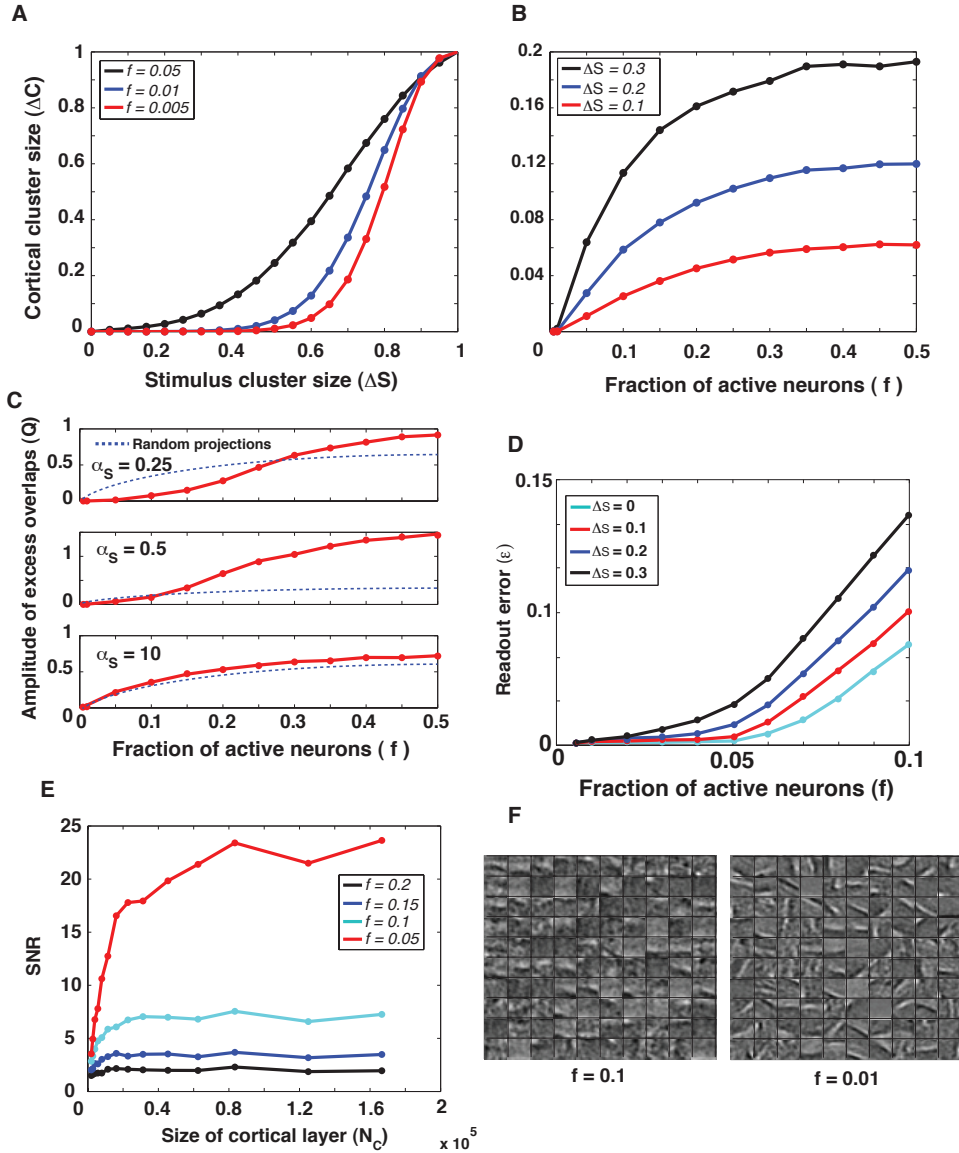 A
f = 0.05
f = 0.01
f = 0.005
Cortical cluster size (ΔC)
1
0.8
0.6
0.4
0.2
0
0 0.2 0.4 0.6 0.8 1
Stimulus cluster size (ΔS)
B
ΔS = 0.3
ΔS = 0.2
ΔS = 0.1
0.2
0.16
0.12
0.08
0.04
0 0.1 0.2 0.3 0.4 0.5
Fraction of active neurons ( f )
C
Amplitude of excess overlaps (Q)
Random projections
1
0.5
0
αS = 0.25
1
0
αS = 0.5
1
0.5
0
αS = 10
0 0.1 0.2 0.3 0.4 0.5
Fraction of active neurons ( f )
D
0.15
0.1
0
Readout error (ε)
ΔS = 0
ΔS = 0.1
ΔS = 0.2
ΔS = 0.3
0.05 0.1
Fraction of active neurons (f)
E
25
20
15
10
5
0
SNR
f = 0.2
f = 0.15
f = 0.1
f = 0.05
0 0.4 0.8 1.2 1.6 2
Size of cortical layer (NC)
x 10^5
F
f = 0.1
f = 0.01